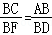 BC/BF = AB/BD